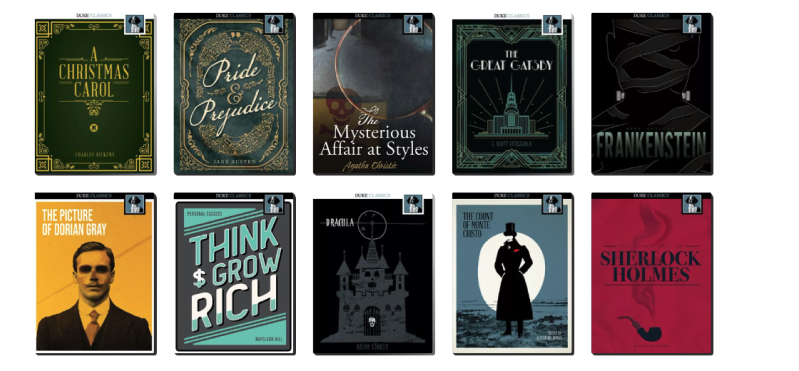 DUKE CLASSICS
A
CHRISTMAS
CAROL
CHARLES DICKENS
DUKE CLASSICS
Pride
&
Prejudice
JANE AUSTEN
DUKE CLASSICS
The
Mysterious
Affair at Styles
Agatha Christie
DUKE CLASSICS
THE
GREAT GATSBY
F. SCOTT FITZGERALD
DUKE CLASSICS
FRANKENSTEIN
DUKE CLASSICS
THE PICTURE
OF DORIAN GRAY
DUKE CLASSICS
PERSONAL SUCCESS
THINK
$ GROW
RICH
NAPOLEON HILL
DUKE CLASSICS
DRACULA
BRAM STOKER
DUKE CLASSICS
THE COUNT
OF MONTE
CRISTO
DUKE CLASSICS
SHERLOCK
HOLMES